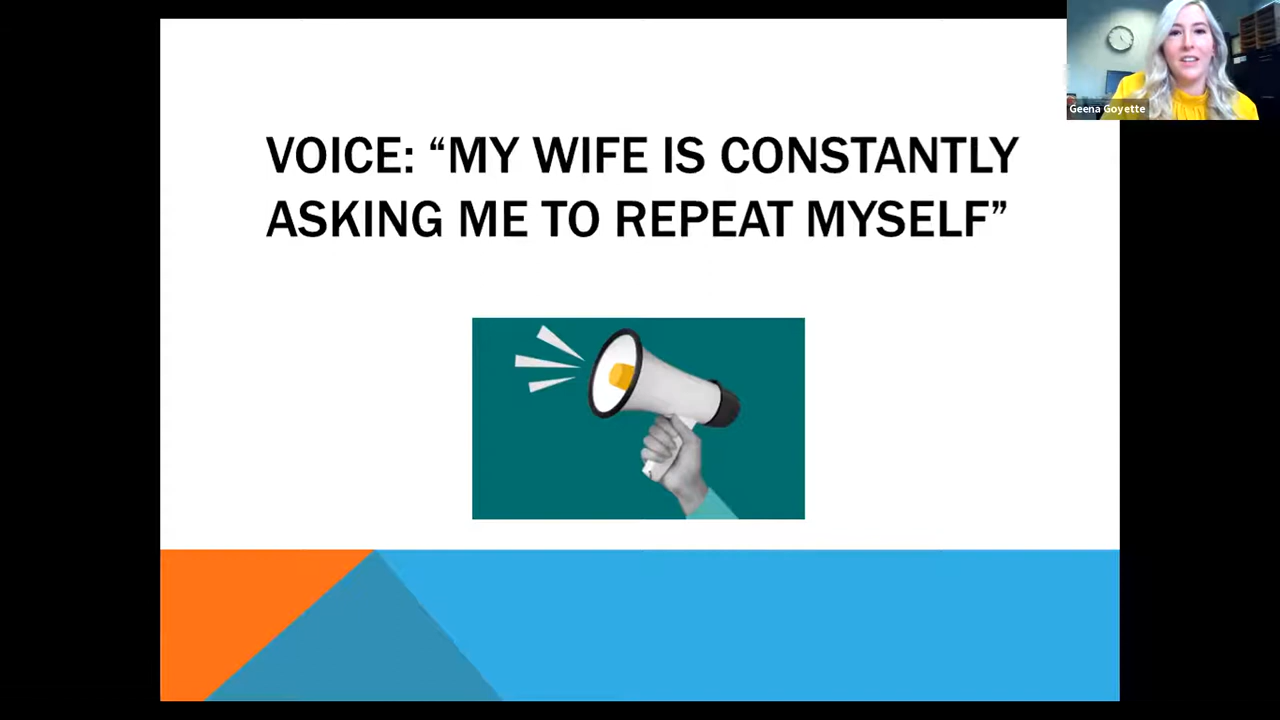 VOICE: “MY WIFE IS CONSTANTLY
ASKING ME TO REPEAT MYSELF”
Geena Goyette